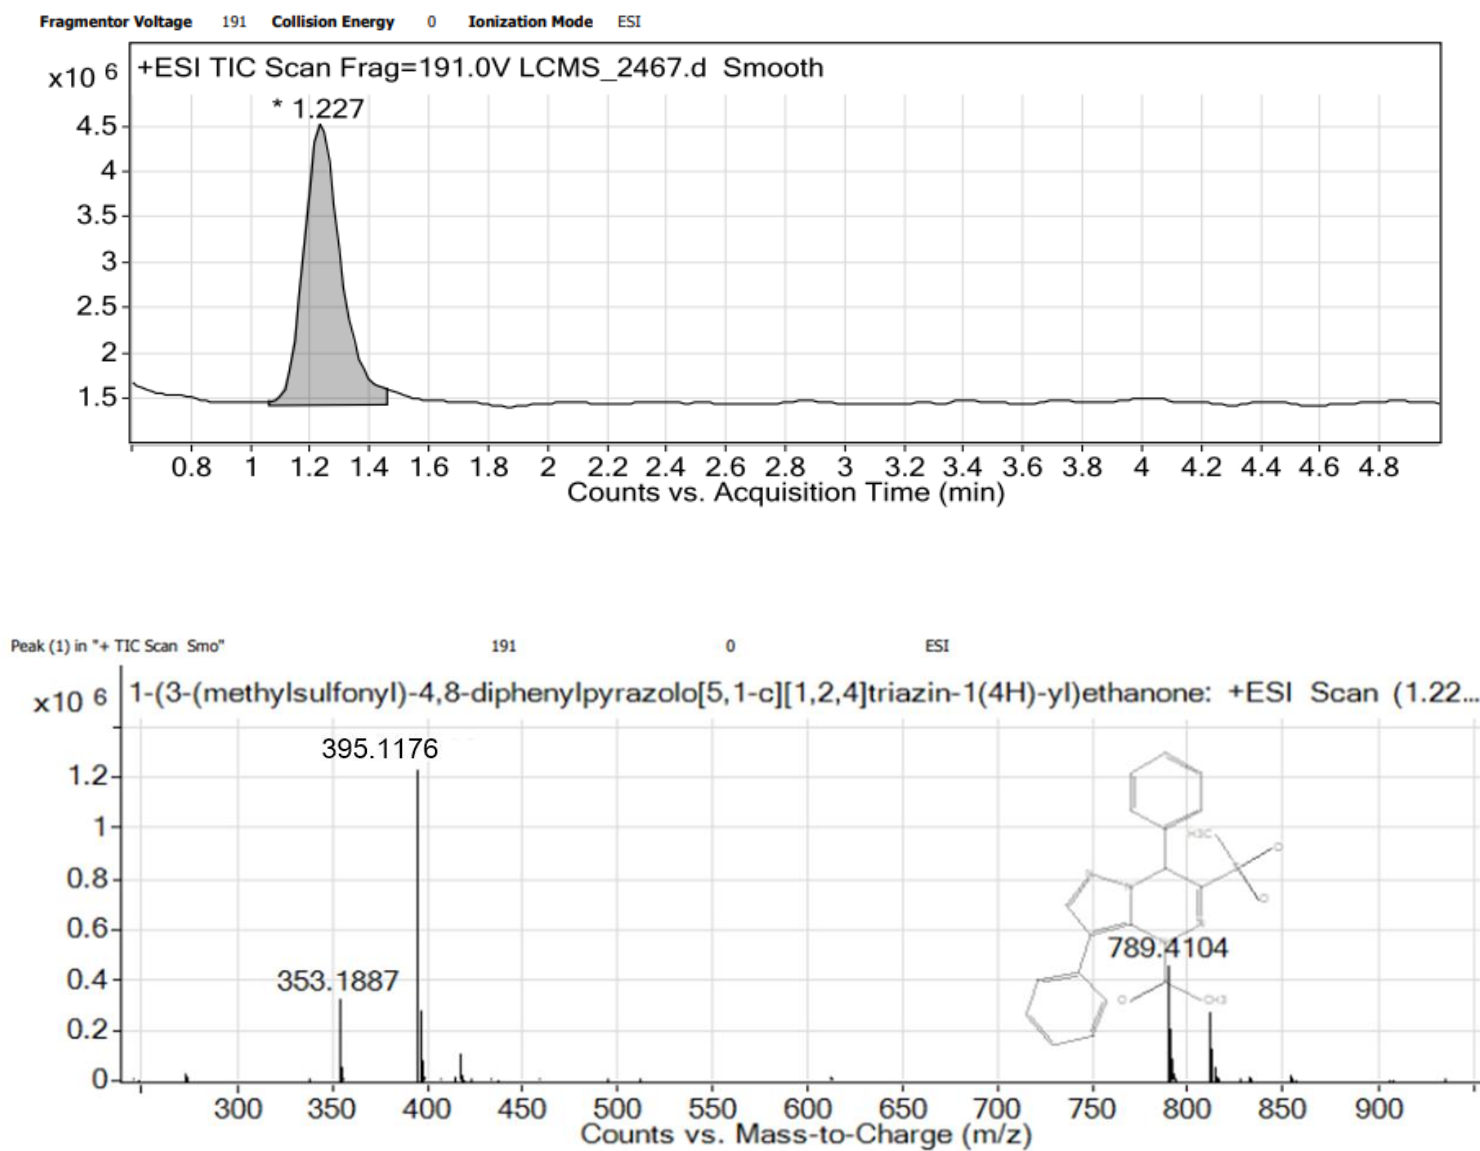 Fragmentor Voltage 191 Collision Energy 0 Ionization Mode ESI
x10 6
+ESI TIC Scan Frag=191.0V LCMS_2467.d Smooth
* 1.227
4.5
4
3.5
3
2.5
2
1.5
0.8 1 1.2 1.4 1.6 1.8 2 2.2 2.4 2.6 2.8 3 3.2 3.4 3.6 3.8 4 4.2 4.4 4.6 4.8
Counts vs. Acquisition Time (min)
Peak (1) in "+ TIC Scan Smo" 191 0 ESI
x10 6
1-(3-(methylsulfonyl)-4,8-diphenylpyrazolo[5,1-c][1,2,4]triazin-1(4H)-yl)ethanone: +ESI Scan (1.22...
395.1176
1.2
1
0.8
H3C
O
O
0.6
789.4104
353.1887
0.4
O
CH3
0.2
0
300 350 400 450 500 550 600 650 700 750 800 850 900
Counts vs. Mass-to-Charge (m/z)